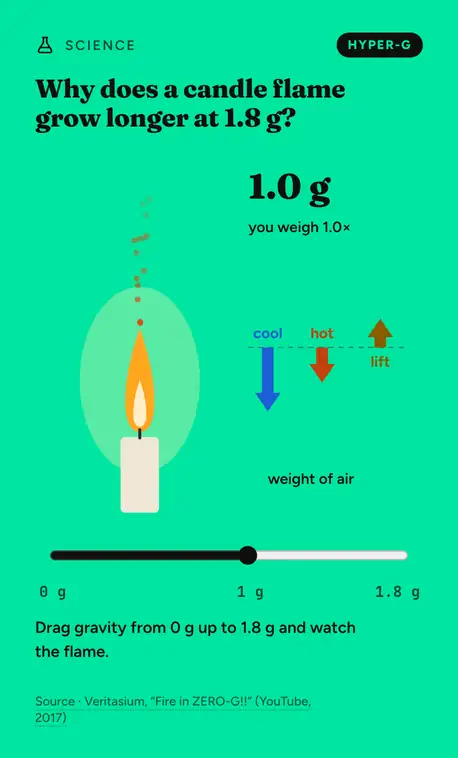 SCIENCE
HYPER-G
Why does a candle flame
grow longer at 1.8 g?
1.0 g
you weigh 1.0×
cool
hot
lift
weight of air
0 g
1 g
1.8 g
Drag gravity from 0 g up to 1.8 g and watch
the flame.
Source · Veritasium, “Fire in ZERO-G!!” (YouTube,
2017)